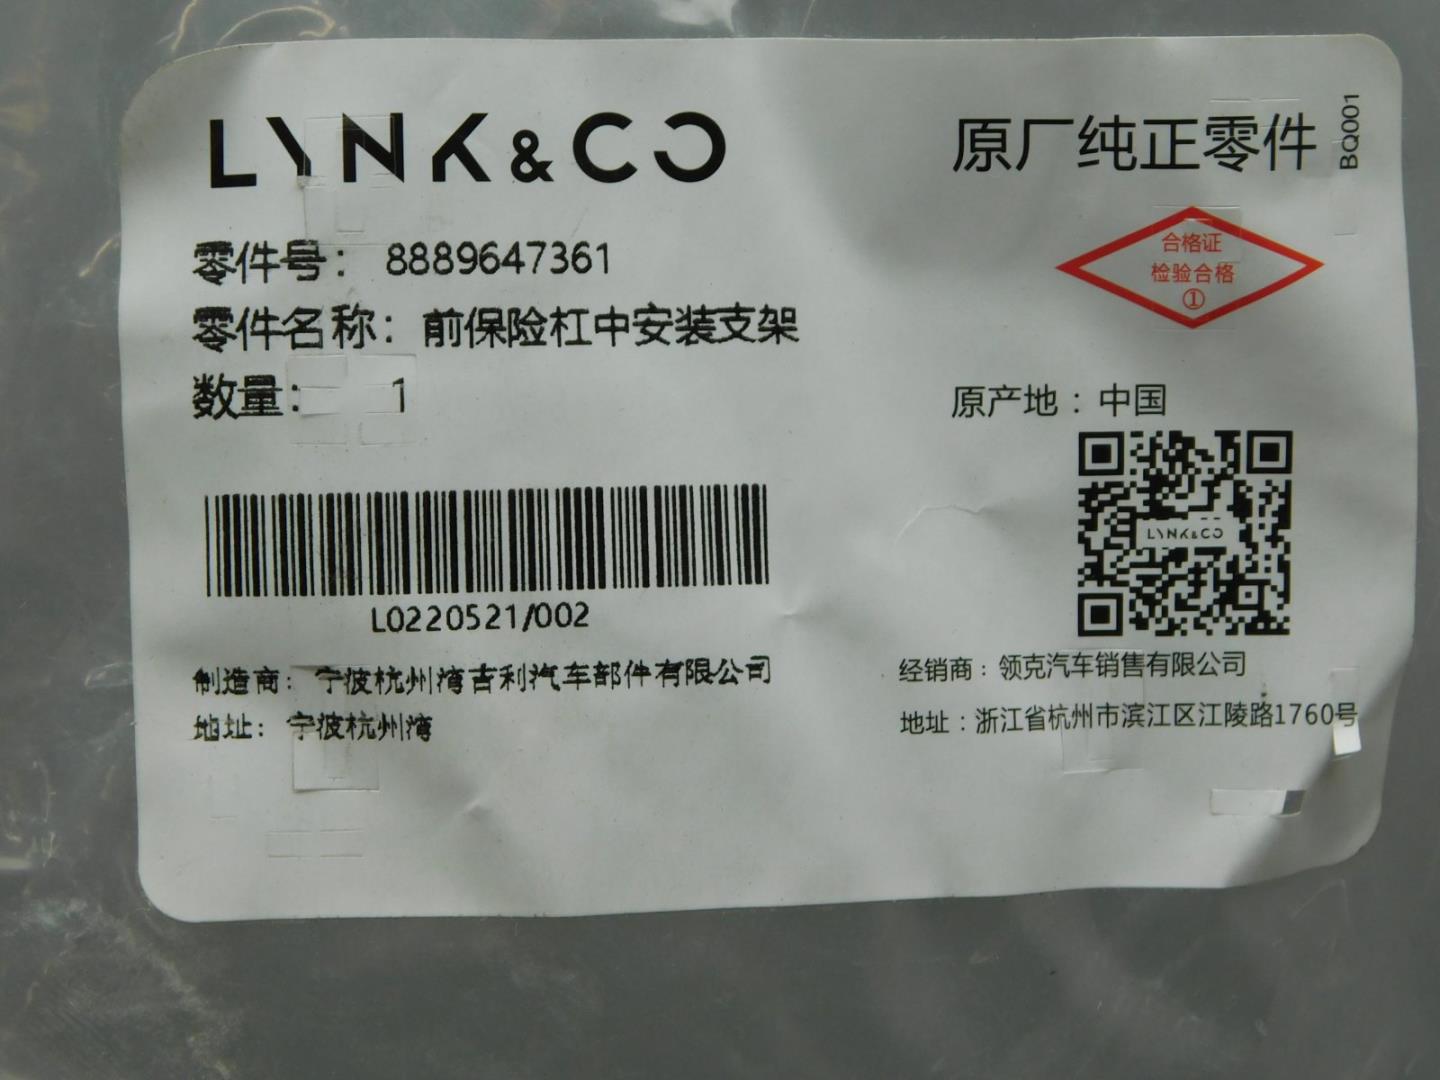 LYNK&CO
原厂纯正零件
BQ001
合格证
检验合格
①
零件号： 8889647361
零件名称：前保险杠中安装支架
数量： 1
原产地：中国
LYNK&CO
L0220521/002
制造商：宁波杭州湾吉利汽车部件有限公司
地址：宁波杭州湾
经销商：领克汽车销售有限公司
地址：浙江省杭州市滨江区江陵路1760号